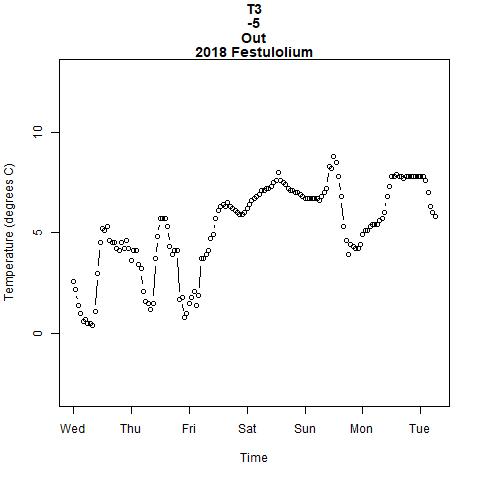 T3
-5
Out
2018 Festulolium
Temperature (degrees C)
10
5
0
Wed Thu Fri Sat Sun Mon Tue
Time